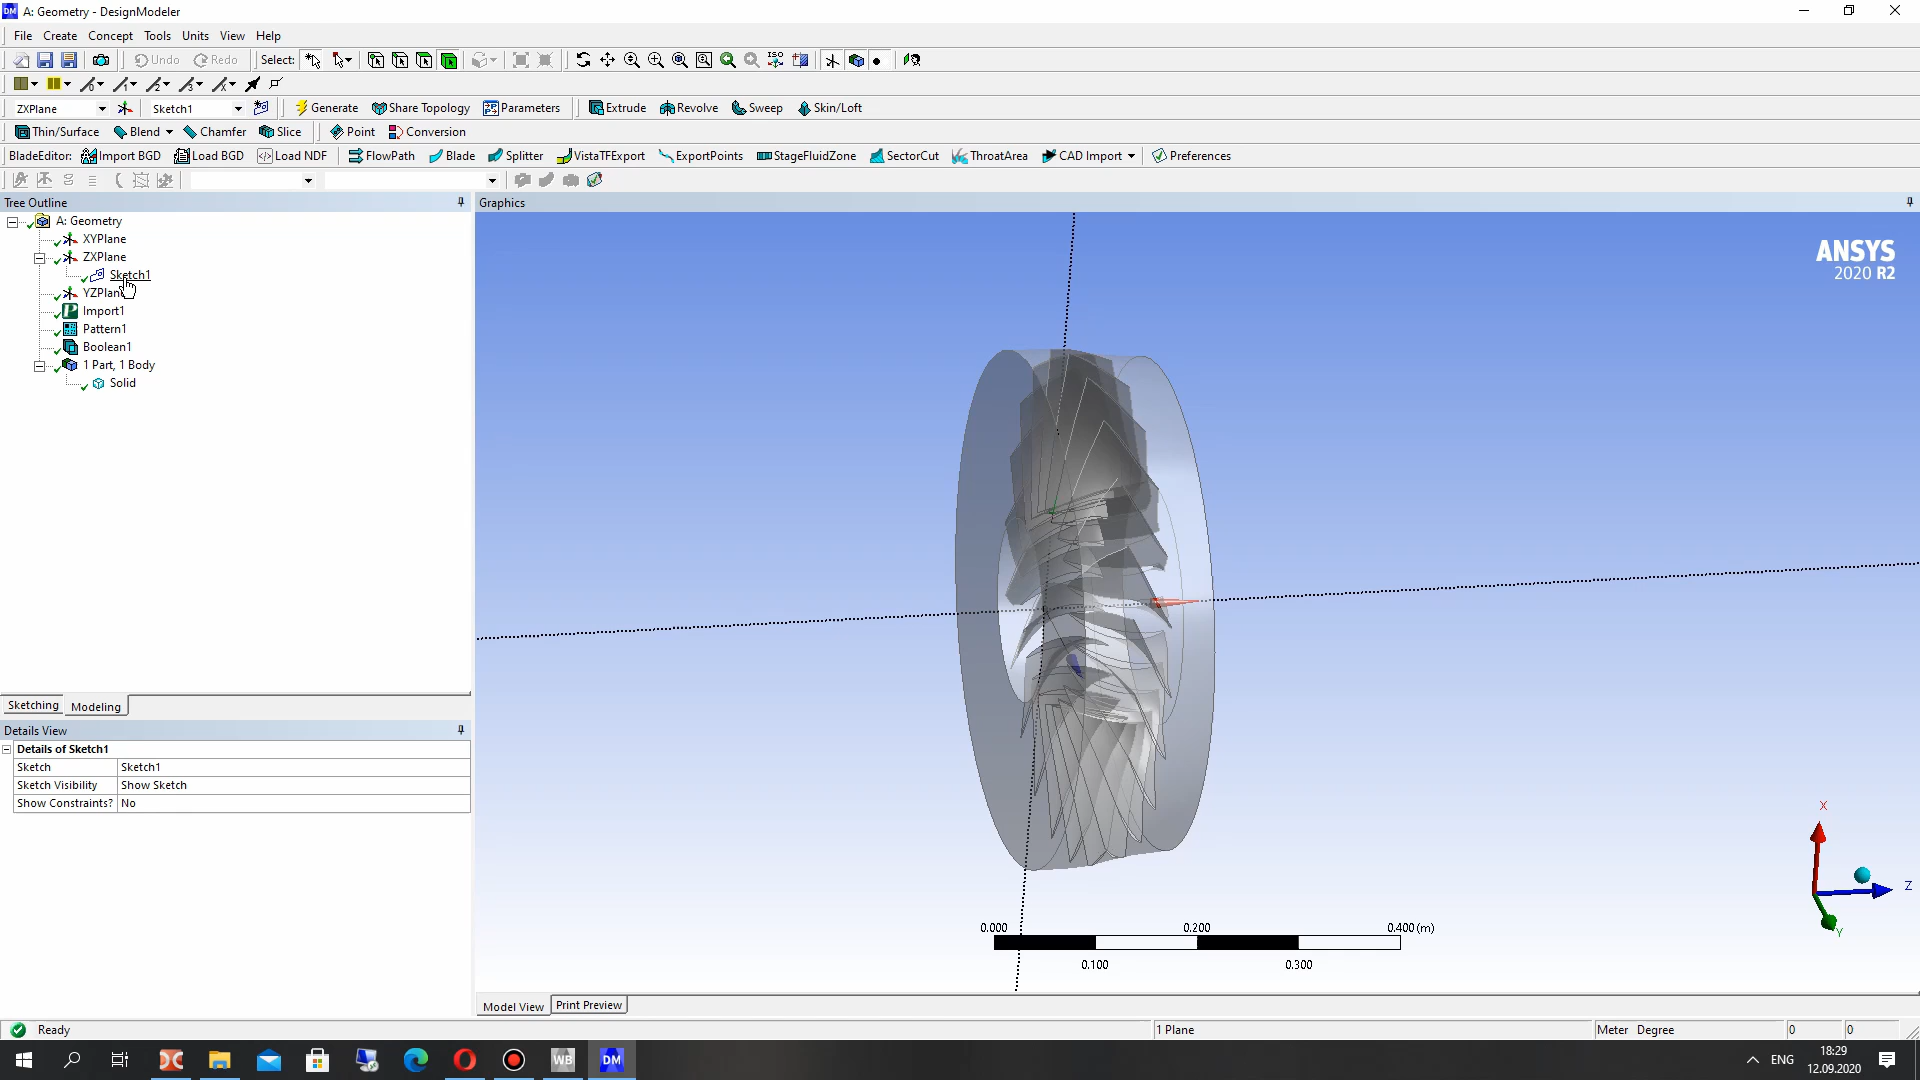 A: Geometry - DesignModeler
File Create Concept Tools Units View Help
Undo Redo Select: ISO
ZXPlane Sketch1 Generate Share Topology Parameters Extrude Revolve Sweep Skin/Loft
Thin/Surface Blend Chamfer Slice Point Conversion
BladeEditor: Import BGD Load BGD Load NDF FlowPath Blade Splitter VistaTFExport ExportPoints StageFluidZone SectorCut ThroatArea CAD Import Preferences
Tree Outline
A: Geometry
XYPlane
ZXPlane
Sketch1
YZPlan
Import1
Pattern1
Boolean1
1 Part, 1 Body
Solid
Sketching Modeling
Details View
Details of Sketch1
Sketch Sketch1
Sketch Visibility Show Sketch
Show Constraints? No
Graphics
ANSYS
2020 R2
X
Z
Y
0.000 0.200 0.400 (m)
0.100 0.300
Model View Print Preview
Ready 1 Plane Meter Degree 0 0
WB DM ENG 18:29
12.09.2020